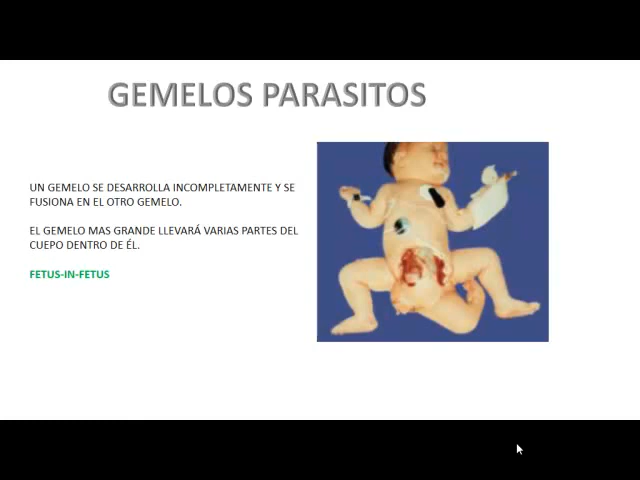 GEMELOS PARASITOS
UN GEMELO SE DESARROLLA INCOMPLETAMENTE Y SE
FUSIONA EN EL OTRO GEMELO.
EL GEMELO MAS GRANDE LLEVARÁ VARIAS PARTES DEL
CUEPO DENTRO DE ÉL.
FETUS-IN-FETUS